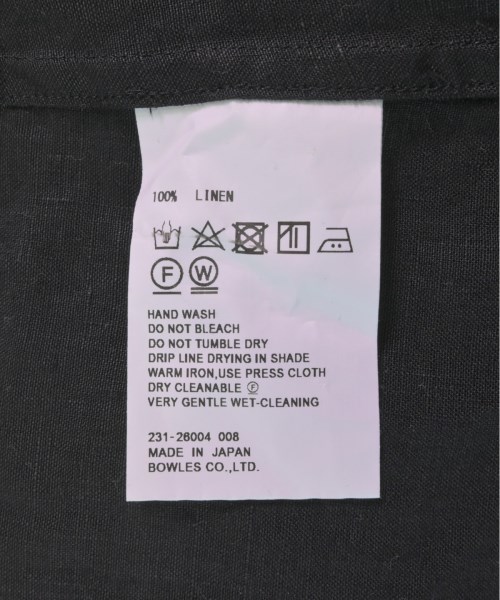 100% LINEN
F W
HAND WASH
DO NOT BLEACH
DO NOT TUMBLE DRY
DRIP LINE DRYING IN SHADE
WARM IRON,USE PRESS CLOTH
DRY CLEANABLE Ⓕ
VERY GENTLE WET-CLEANING
231-26004 008
MADE IN JAPAN
BOWLES CO.,LTD.